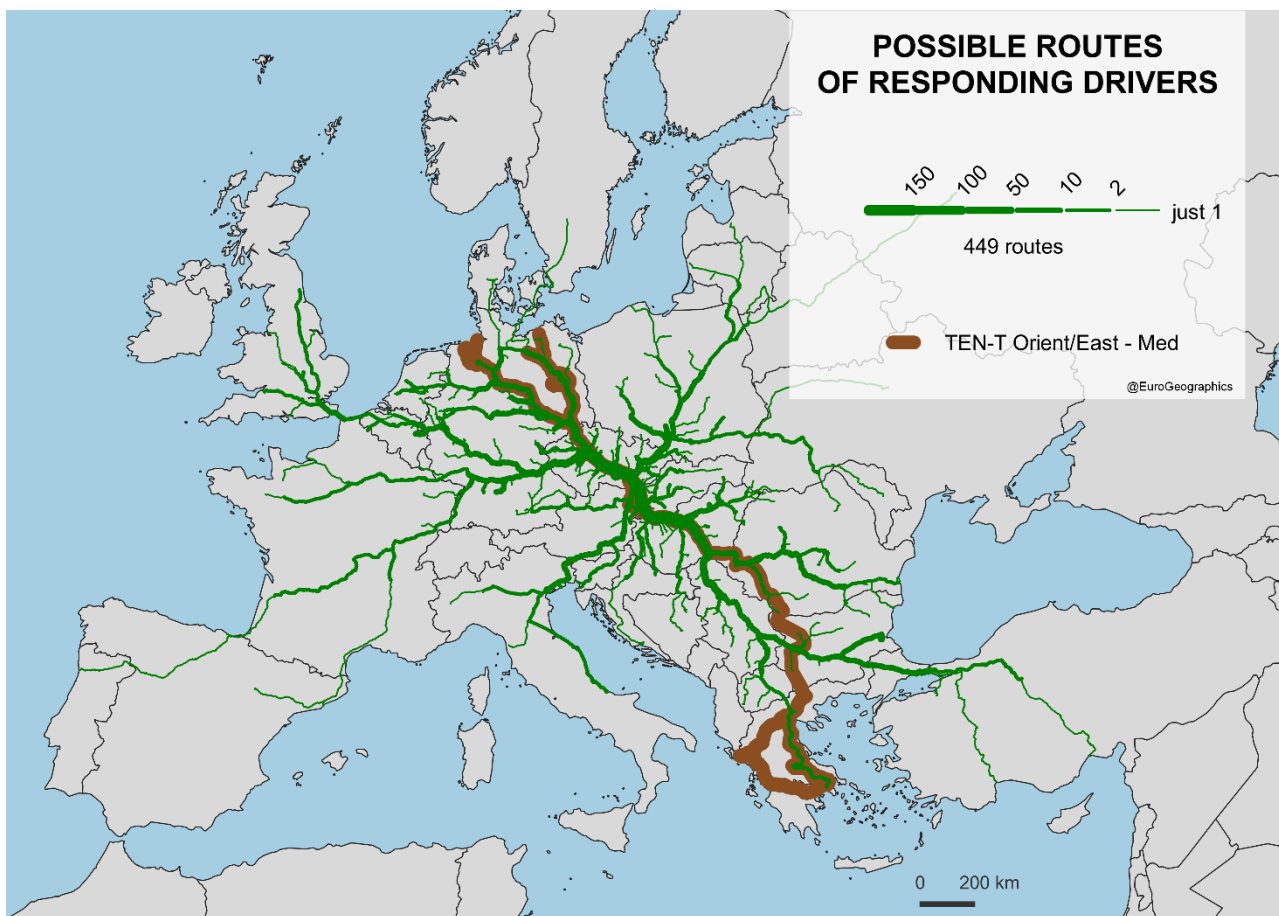 POSSIBLE ROUTES
OF RESPONDING DRIVERS
150 100 50 10 2
just 1
449 routes
TEN-T Orient/East - Med
@EuroGeographics
0 200 km